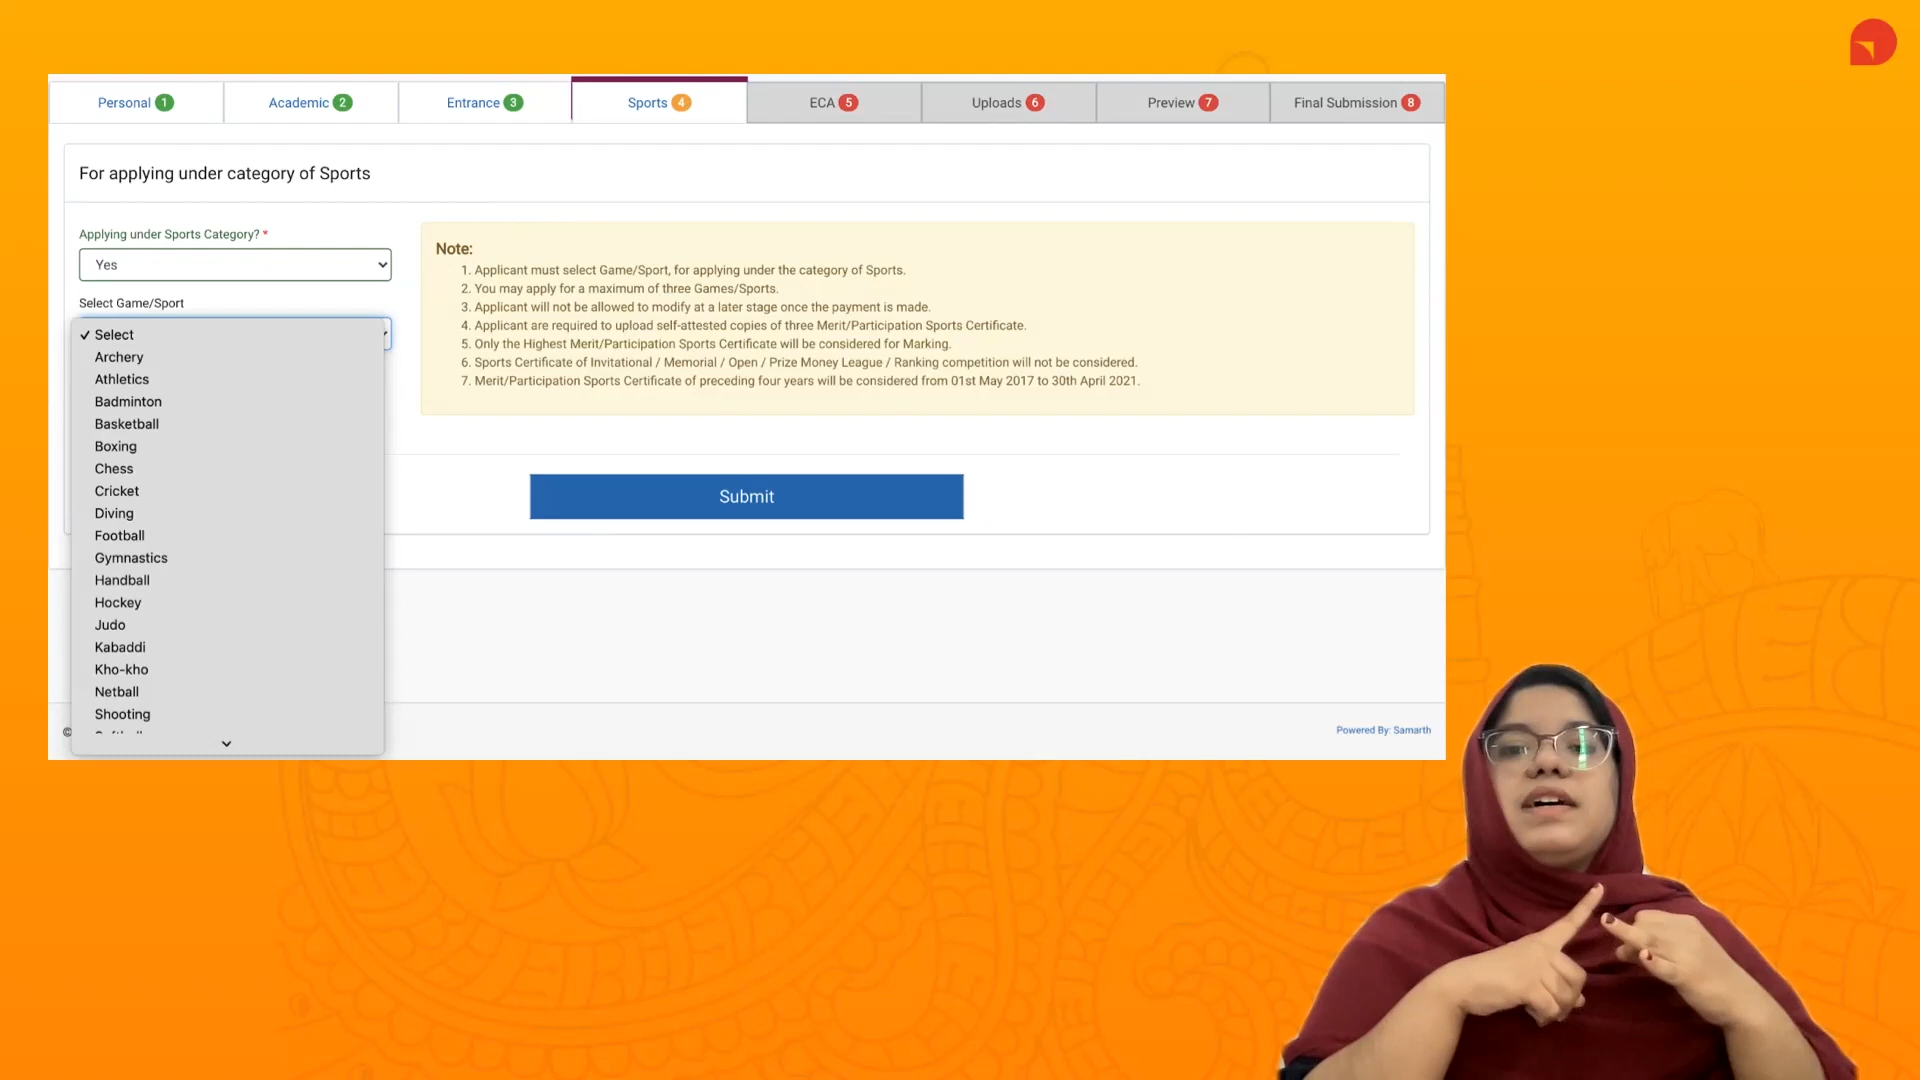 Personal 1
Academic 2
Entrance 3
Sports 4
ECA 5
Uploads 6
Preview 7
Final Submission 8
For applying under category of Sports
Applying under Sports Category? *
Yes
Select Game/Sport
Select
Archery
Athletics
Badminton
Basketball
Boxing
Chess
Cricket
Diving
Football
Gymnastics
Handball
Hockey
Judo
Kabaddi
Kho-kho
Netball
Shooting
Note:
1. Applicant must select Game/Sport, for applying under the category of Sports.
2. You may apply for a maximum of three Games/Sports.
3. Applicant will not be allowed to modify at a later stage once the payment is made.
4. Applicant are required to upload self-attested copies of three Merit/Participation Sports Certificate.
5. Only the Highest Merit/Participation Sports Certificate will be considered for Marking.
6. Sports Certificate of Invitational / Memorial / Open / Prize Money League / Ranking competition will not be considered.
7. Merit/Participation Sports Certificate of preceding four years will be considered from 01st May 2017 to 30th April 2021.
Submit
©
Powered By: Samarth